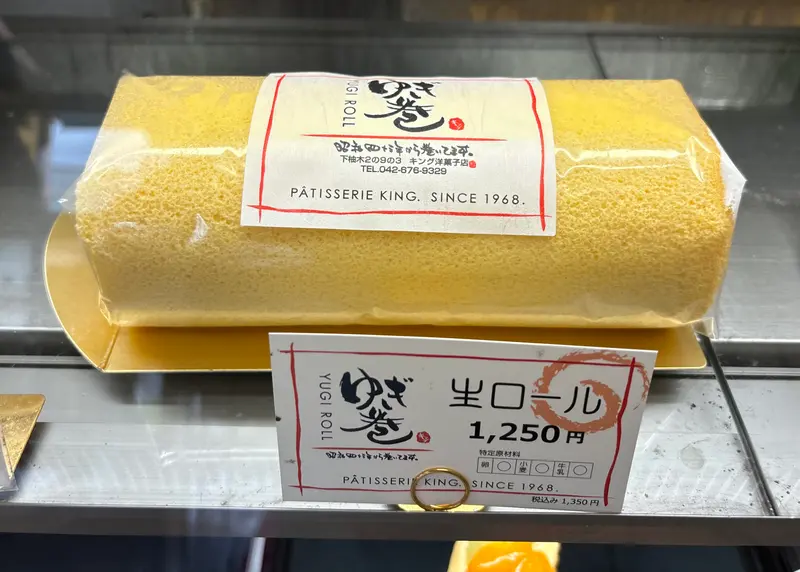 ゆぎ巻
YUGI ROLL
昭和四十三年から巻いてます。
下柚木2の9の3 キング洋菓子店
TEL.042-676-9329
PÂTISSERIE KING. SINCE 1968.
ゆぎ巻
YUGI ROLL
昭和四十三年から巻いてます。
生ロール
1,250円
特定原材料
卵 ○ 小麦 ○ 牛乳 ○
PÂTISSERIE KING. SINCE 1968.
税込み 1,350円